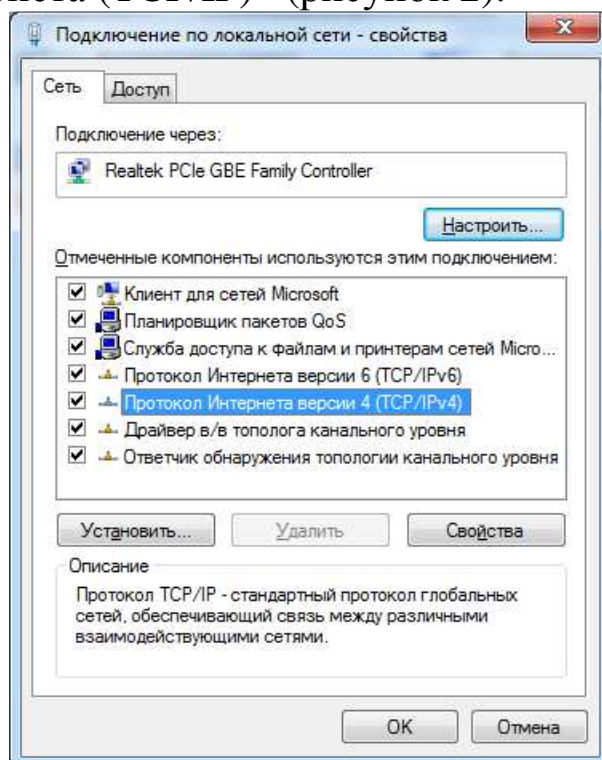 (рисунок 2).
Подключение по локальной сети - свойства
Сеть Доступ
Подключение через:
Realtek PCIe GBE Family Controller
Настроить...
Отмеченные компоненты используются этим подключением:
Клиент для сетей Microsoft
Планировщик пакетов QoS
Служба доступа к файлам и принтерам сетей Micro...
Протокол Интернета версии 6 (TCP/IPv6)
Протокол Интернета версии 4 (TCP/IPv4)
Драйвер в/в тополога канального уровня
Ответчик обнаружения топологии канального уровня
Установить... Удалить Свойства
Описание
Протокол TCP/IP - стандартный протокол глобальных
сетей, обеспечивающий связь между различными
взаимодействующими сетями.
OK Отмена